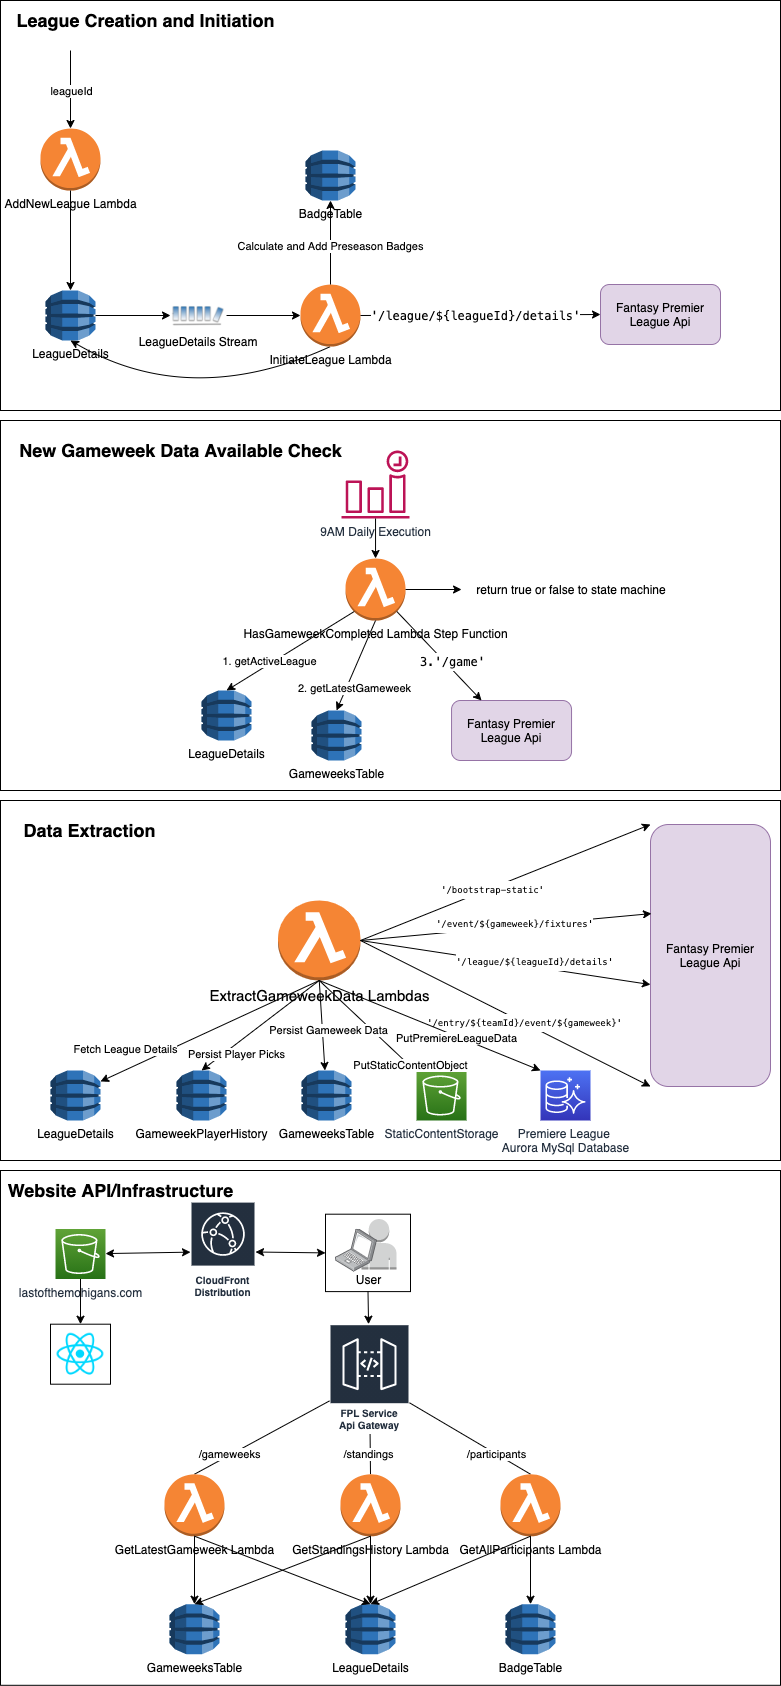 League Creation and Initiation
leagueId
AddNewLeague Lambda
BadgeTable
Calculate and Add Preseason Badges
'/league/${leagueId}/details'
Fantasy Premier
League Api
LeagueDetails
LeagueDetails Stream
InitiateLeague Lambda
New Gameweek Data Available Check
9AM Daily Execution
return true or false to state machine
HasGameweekCompleted Lambda Step Function
1. getActiveLeague
3.'/game'
2. getLatestGameweek
LeagueDetails
GameweeksTable
Fantasy Premier
League Api
Data Extraction
'/bootstrap-static'
'/event/${gameweek}/fixtures'
'/league/${leagueId}/details'
Fantasy Premier
League Api
ExtractGameweekData Lambdas
'/entry/${teamId}/event/${gameweek}'
Persist Gameweek Data
PutPremiereLeagueData
Fetch League Details
Persist Player Picks
PutStaticContentObject
LeagueDetails
GameweekPlayerHistory
GameweeksTable
StaticContentStorage
Premiere League
Aurora MySql Database
Website API/Infrastructure
lastofthemohigans.com
CloudFront
Distribution
User
FPL Service
Api Gateway
/gameweeks
/standings
/participants
GetLatestGameweek Lambda
GetStandingsHistory Lambda
GetAllParticipants Lambda
GameweeksTable
LeagueDetails
BadgeTable